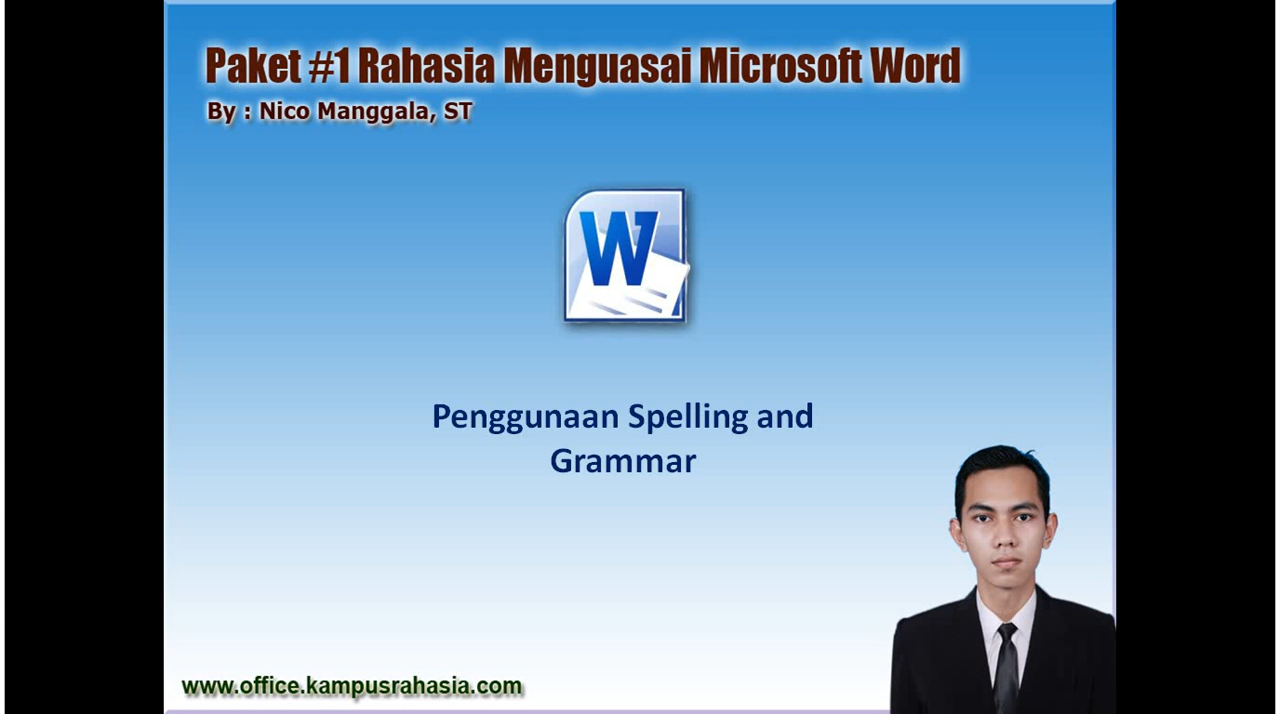 Paket #1 Rahasia Menguasai Microsoft Word
By : Nico Manggala, ST
W
Penggunaan Spelling and
Grammar
www.office.kampusrahasia.com